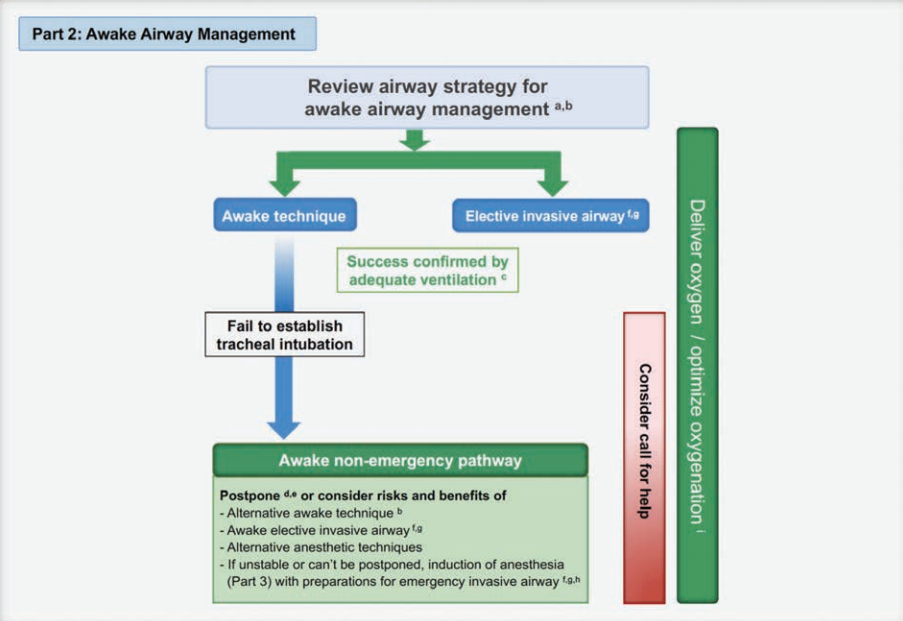 Part 2: Awake Airway Management
Review airway strategy for
awake airway management a,b
Awake technique
Elective invasive airway f,g
Success confirmed by
adequate ventilation c
Fail to establish
tracheal intubation
Awake non-emergency pathway
Postpone d,e or consider risks and benefits of
- Alternative awake technique b
- Awake elective invasive airway f,g
- Alternative anesthetic techniques
- If unstable or can't be postponed, induction of anesthesia
(Part 3) with preparations for emergency invasive airway f,g,h
Consider call for help
Deliver oxygen / optimize oxygenation i